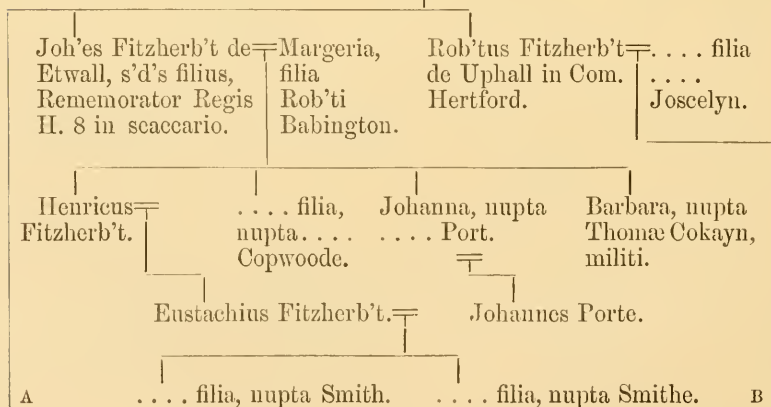 Joh'es Fitzherb't de
Etwall, s'd's filius,
Rememorator Regis
H. 8 in scaccario.
Margeria,
filia
Rob'ti
Babington.
Rob'tus Fitzherb't
de Uphall in Com.
Hertford.
. . . . filia
. . . .
Joscelyn.
Henricus
Fitzherb't.
. . . . filia,
nupta . . . .
Copwoode.
Johanna, nupta
. . . . Port.
Barbara, nupta
Thomæ Cokayn,
militi.
Eustachius Fitzherb't.
Johannes Porte.
A
. . . . filia, nupta Smith.
. . . . filia, nupta Smithe.
B